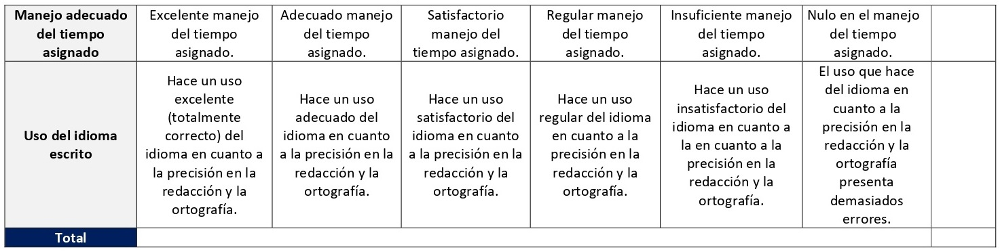 Manejo adecuado
del tiempo
asignado
Excelente manejo
del tiempo
asignado.
Adecuado manejo
del tiempo
asignado.
Satisfactorio
manejo del
tiempo asignado.
Regular manejo
del tiempo
asignado.
Insuficiente manejo
del tiempo
asignado.
Nulo en el manejo
del tiempo
asignado.
Uso del idioma
escrito
Hace un uso
excelente
(totalmente
correcto) del
idioma en cuanto a
la precisión en la
redacción y la
ortografía.
Hace un uso
adecuado del
idioma en cuanto
a la precisión en la
redacción y la
ortografía.
Hace un uso
satisfactorio del
idioma en cuanto
a la precisión en la
redacción y la
ortografía.
Hace un uso
regular del idioma
en cuanto a la
precisión en la
redacción y la
ortografía.
Hace un uso
insatisfactorio del
idioma en cuanto a
la en cuanto a la
precisión en la
redacción y la
ortografía.
El uso que hace
del idioma en
cuanto a la
precisión en la
redacción y la
ortografía
presenta
demasiados
errores.
Total